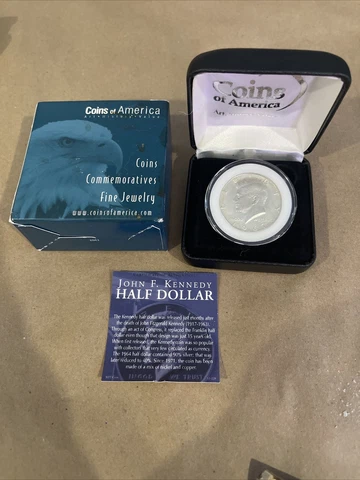 Coins of America
Coins
Commemoratives
Fine Jewelry
www.coinsofamerica.com
Coins
of America
JOHN F. KENNEDY
HALF DOLLAR
The Kennedy half dollar was released just months after
the death of John Fitzgerald Kennedy (1917-1963).
Through an act of Congress, it replaced the Franklin half
dollar even though that design was just 15 years old.
When first released, the Kennedy coin was so popular
with collectors that very few circulated as currency.
The 1964 half dollar contained 90% silver; that was
later reduced to 40%. Since 1971, the coin has been
made of a mix of nickel and copper.